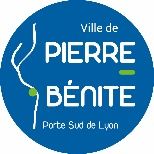 Ville de
PIERRE
BÉNITE
Porte Sud de Lyon